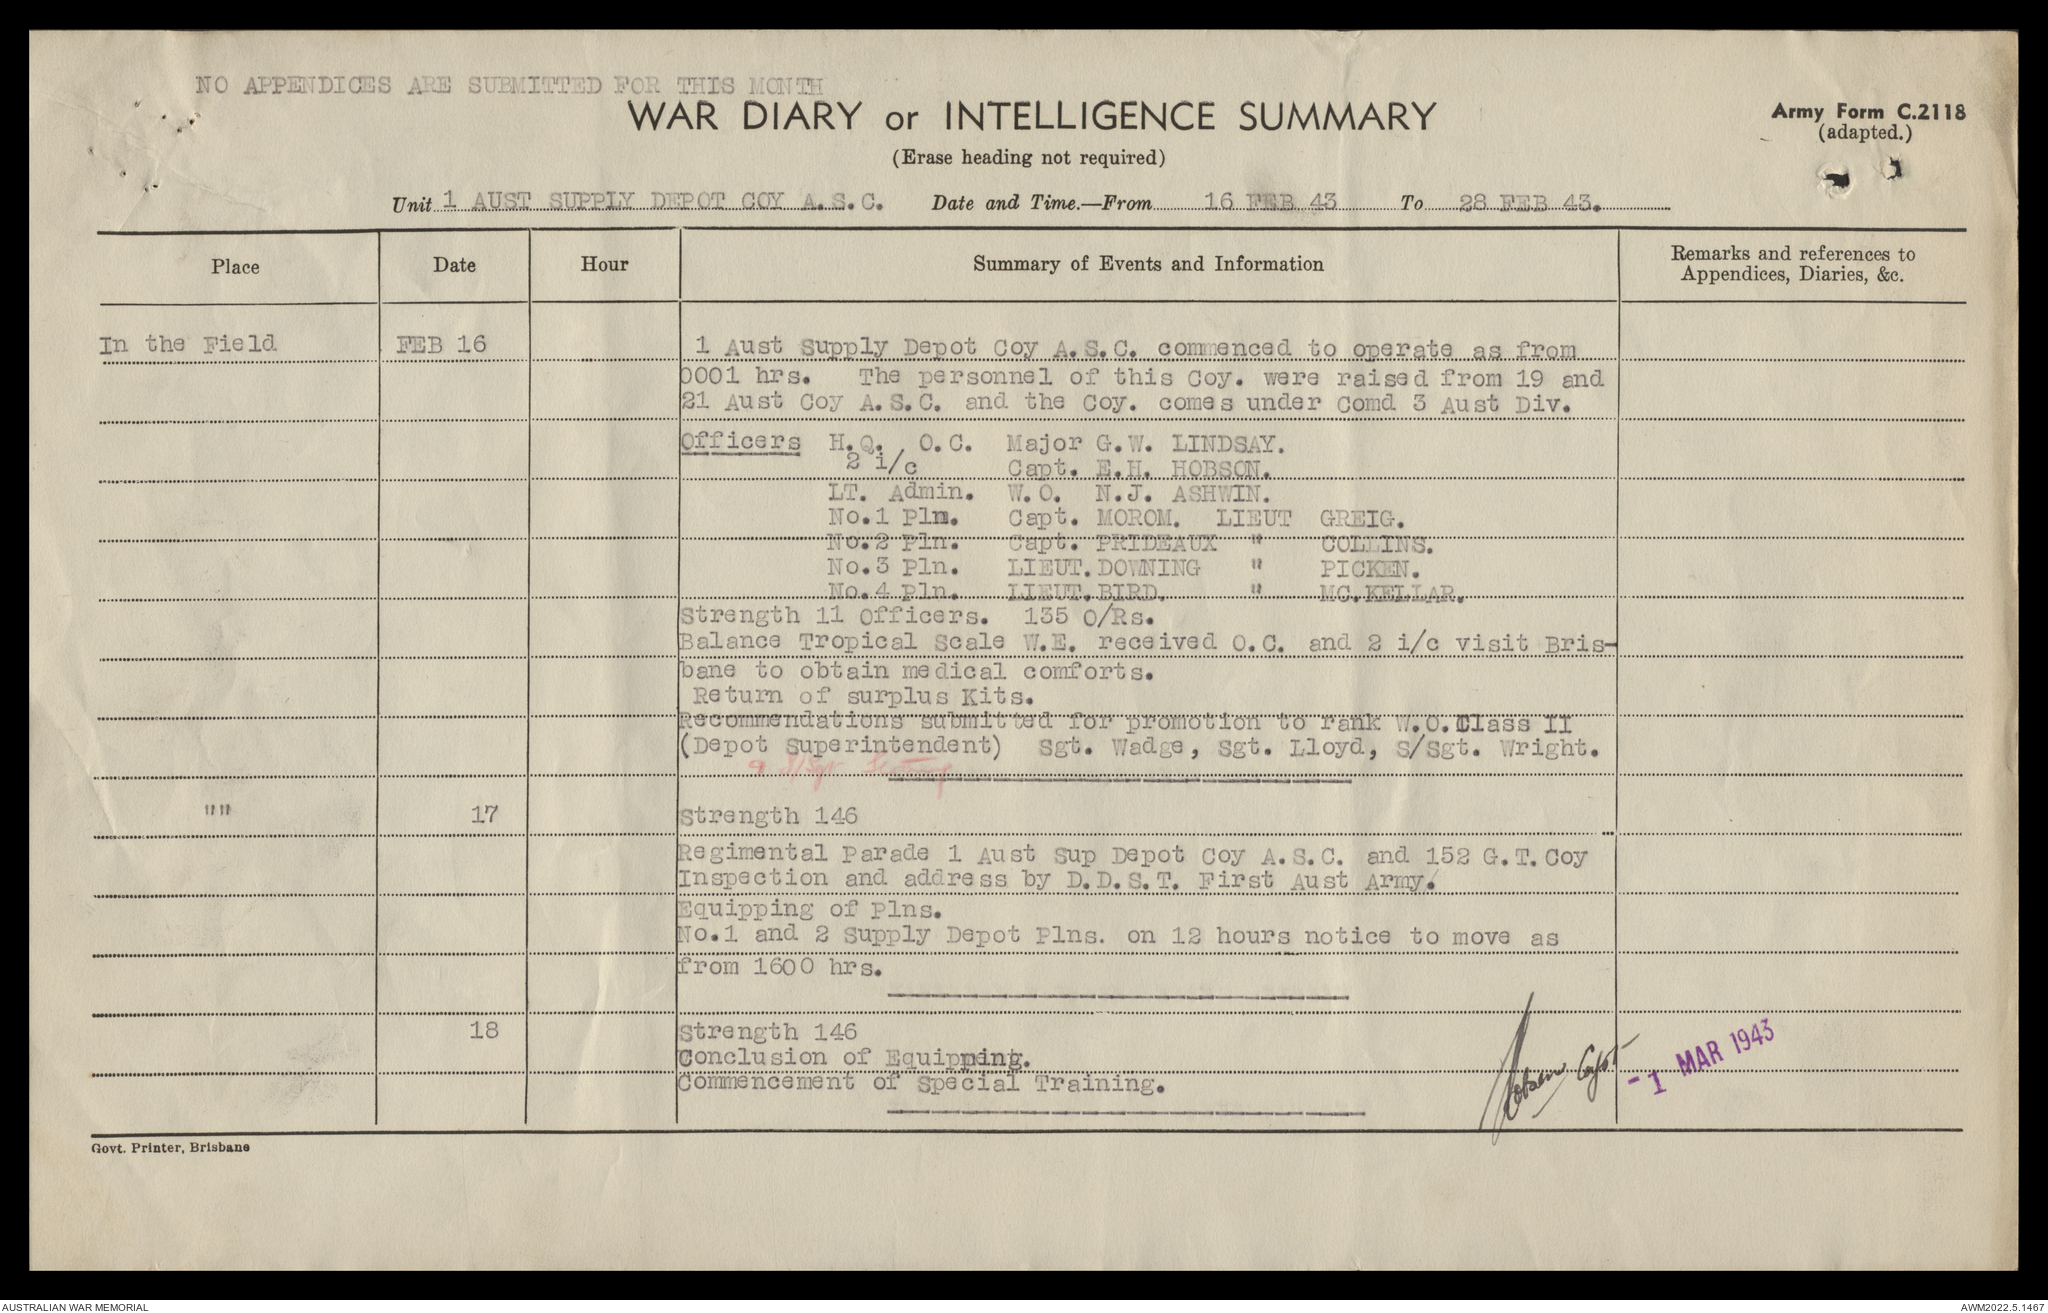 NO APPENDICES ARE SUBMITTED FOR THIS MONTH
WAR DIARY or INTELLIGENCE SUMMARY
(Erase heading not required)
Army Form C.2118
(adapted.)
Unit 1 AUST SUPPLY DEPOT COY A.S.C. Date and Time.—From 16 FEB 43 To 28 FEB 43.
Place Date Hour Summary of Events and Information Remarks and references to
Appendices, Diaries, &c.
In the Field FEB 16 1 Aust Supply Depot Coy A.S.C. commenced to operate as from
0001 hrs. The personnel of this Coy. were raised from 19 and
21 Aust Coy A.S.C. and the Coy. comes under Comd 3 Aust Div.
Officers H.Q. O.C. Major G.W. LINDSAY.
2 i/c Capt. E.H. HOBSON.
LT. Admin. W.O. N.J. ASHWIN.
No.1 Pln. Capt. MOROM. LIEUT GREIG.
No.2 Pln. Capt. PRIDEAUX " COLLINS.
No.3 Pln. LIEUT. DOWNING " PICKEN.
No.4 Pln. LIEUT. BIRD. " MC.KELLAR.
Strength 11 Officers. 135 O/Rs.
Balance Tropical Scale W.E. received O.C. and 2 i/c visit Bris-
bane to obtain medical comforts.
Return of surplus Kits.
Recommendations submitted for promotion to rank W.O. Class II
(Depot Superintendent) Sgt. Wadge, Sgt. Lloyd, S/Sgt. Wright.
S/Sgt
"" 17 Strength 146
Regimental Parade 1 Aust Sup Depot Coy A.S.C. and 152 G.T. Coy
Inspection and address by D.D.S.T. First Aust Army.
Equipping of Plns.
No.1 and 2 Supply Depot Plns. on 12 hours notice to move as
from 1600 hrs.
18 Strength 146
Conclusion of Equipping.
Commencement of Special Training.
Hobson Capt
- 1 MAR 1943
Govt. Printer, Brisbane
AUSTRALIAN WAR MEMORIAL
AWM2022.5.1467